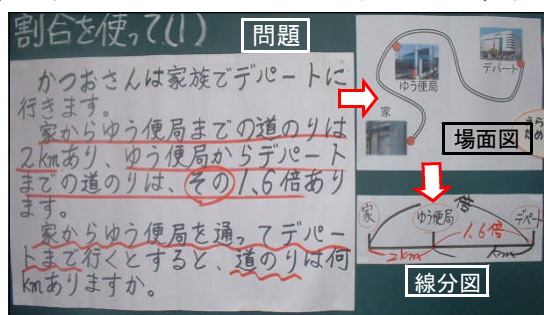 割合を使って(1)
問題
かつおさんは家族でデパートに
行きます。
家からゆう便局までの道のりは
2kmあり、ゆう便局からデパート
までの道のりは、その1.6倍あり
ます。
家からゆう便局を通ってデパー
トまで行くとすると、道のりは何
kmありますか。
デパート
ゆう便局
家
場面図
倍
家
ゆう便局
デパート
1.6倍
2km
km
線分図